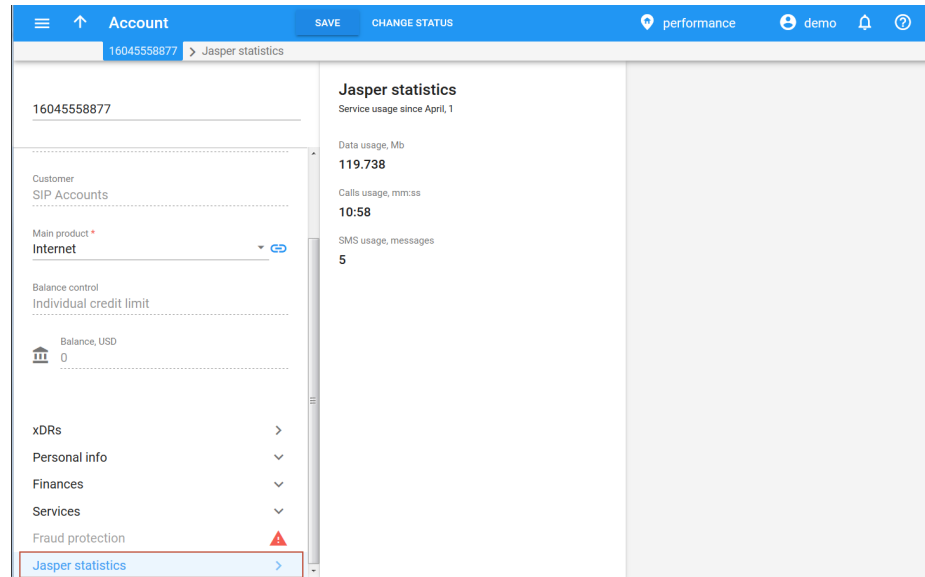 Account
SAVE
CHANGE STATUS
performance
demo
16045558877 > Jasper statistics
16045558877
Customer
SIP Accounts
Main product *
Internet
Balance control
Individual credit limit
Balance, USD
0
xDRs
Personal info
Finances
Services
Fraud protection
Jasper statistics
Jasper statistics
Service usage since April, 1
Data usage, Mb
119.738
Calls usage, mm:ss
10:58
SMS usage, messages
5